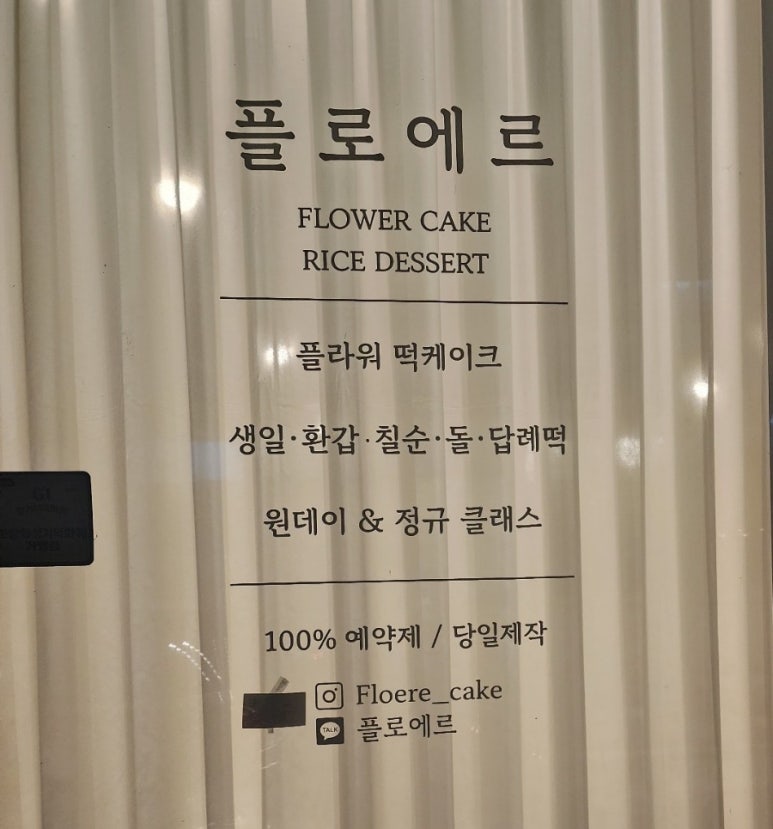 플로에르
FLOWER CAKE
RICE DESSERT
플라워 떡케이크
생일·환갑·칠순·돌·답례떡
원데이 & 정규 클래스
100% 예약제 / 당일제작
Floere_cake
TALK 플로에르